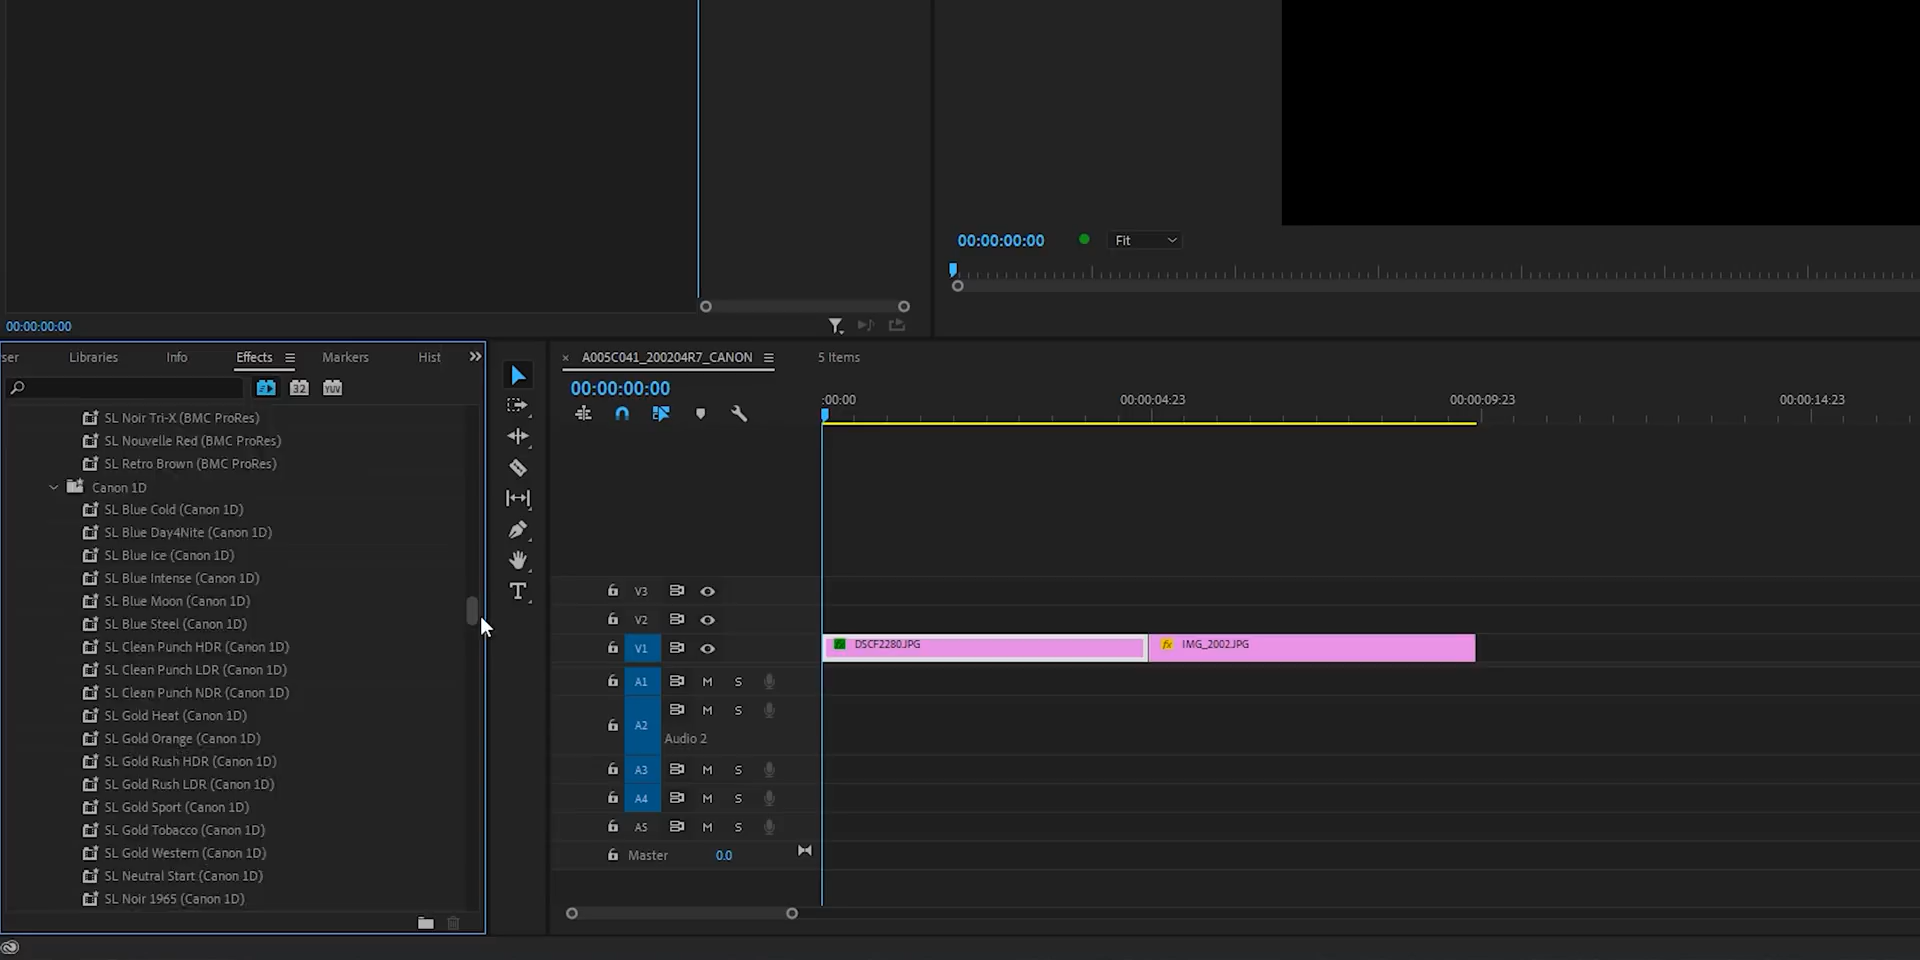 00:00:00:00
Fit
00:00:00:00
ser
Libraries
Info
Effects
Markers
Hist
32
YUV
SL Noir Tri-X (BMC ProRes)
SL Nouvelle Red (BMC ProRes)
SL Retro Brown (BMC ProRes)
Canon 1D
SL Blue Cold (Canon 1D)
SL Blue Day4Nite (Canon 1D)
SL Blue Ice (Canon 1D)
SL Blue Intense (Canon 1D)
SL Blue Moon (Canon 1D)
SL Blue Steel (Canon 1D)
SL Clean Punch HDR (Canon 1D)
SL Clean Punch LDR (Canon 1D)
SL Clean Punch NDR (Canon 1D)
SL Gold Heat (Canon 1D)
SL Gold Orange (Canon 1D)
SL Gold Rush HDR (Canon 1D)
SL Gold Rush LDR (Canon 1D)
SL Gold Sport (Canon 1D)
SL Gold Tobacco (Canon 1D)
SL Gold Western (Canon 1D)
SL Neutral Start (Canon 1D)
SL Noir 1965 (Canon 1D)
T
× A005C041_200204R7_CANON
5 Items
00:00:00:00
:00:00
00:00:04:23
00:00:09:23
00:00:14:23
V3
V2
V1
fx
DSCF2280.JPG
IMG_2002.JPG
A1 M S
A2 M S
Audio 2
A3 M S
A4 M S
A5 M S
Master 0.0